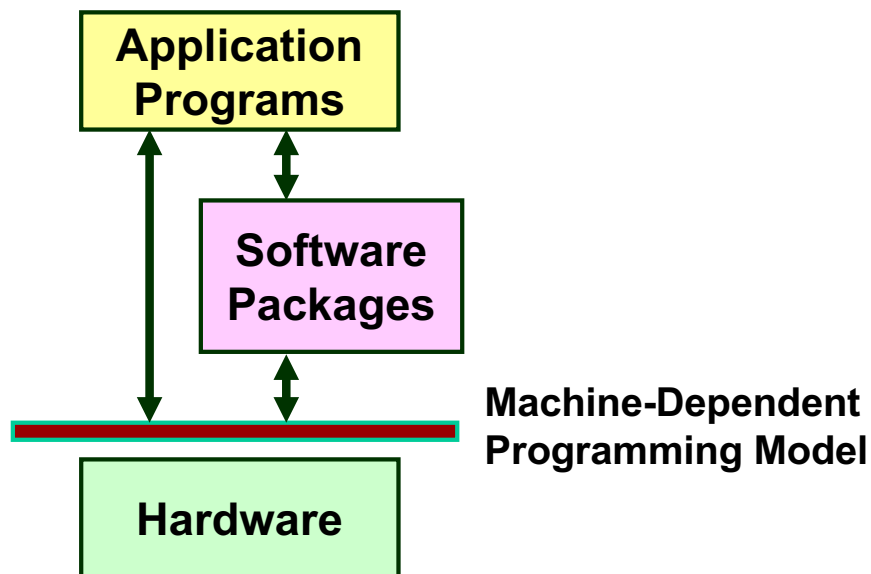 Application
Programs
Software
Packages
Machine-Dependent
Programming Model
Hardware